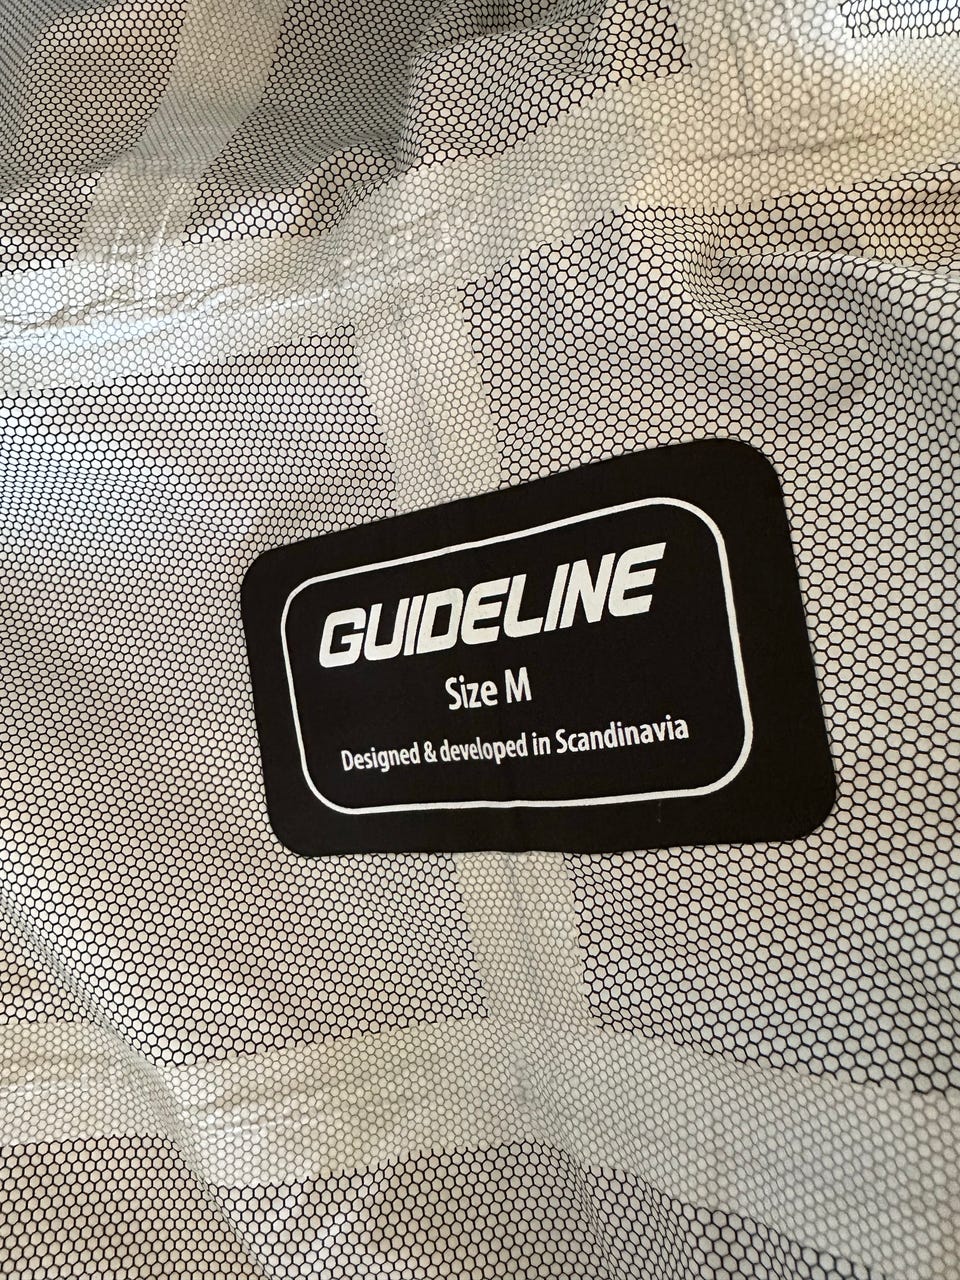 GUIDELINE
Size M
Designed & developed in Scandinavia